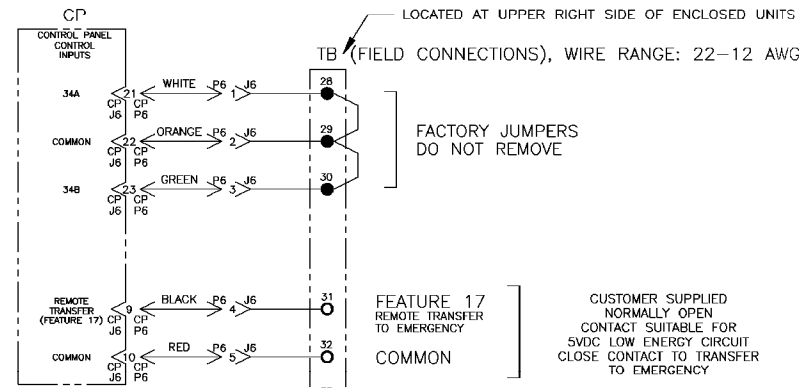 CP
LOCATED AT UPPER RIGHT SIDE OF ENCLOSED UNITS
CONTROL PANEL
CONTROL
INPUTS
TB (FIELD CONNECTIONS), WIRE RANGE: 22-12 AWG
34A
21
WHITE
P6
1
J6
28
CP CP
J6 P6
COMMON
22
ORANGE
P6
2
J6
29
CP CP
J6 P6
FACTORY JUMPERS
DO NOT REMOVE
34B
23
GREEN
P6
3
J6
30
CP CP
J6 P6
REMOTE
TRANSFER
(FEATURE 17)
9
BLACK
P6
4
J6
31
CP CP
J6 P6
FEATURE 17
REMOTE TRANSFER
TO EMERGENCY
COMMON
10
RED
P6
5
J6
32
CP CP
J6 P6
COMMON
CUSTOMER SUPPLIED
NORMALLY OPEN
CONTACT SUITABLE FOR
5VDC LOW ENERGY CIRCUIT
CLOSE CONTACT TO TRANSFER
TO EMERGENCY